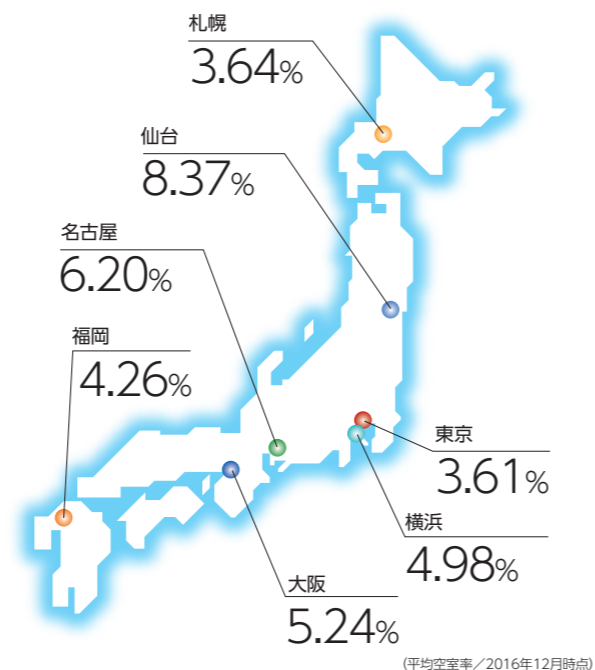 札幌
3.64%
仙台
8.37%
名古屋
6.20%
福岡
4.26%
東京
3.61%
横浜
4.98%
大阪
5.24%
(平均空室率／2016年12月時点)